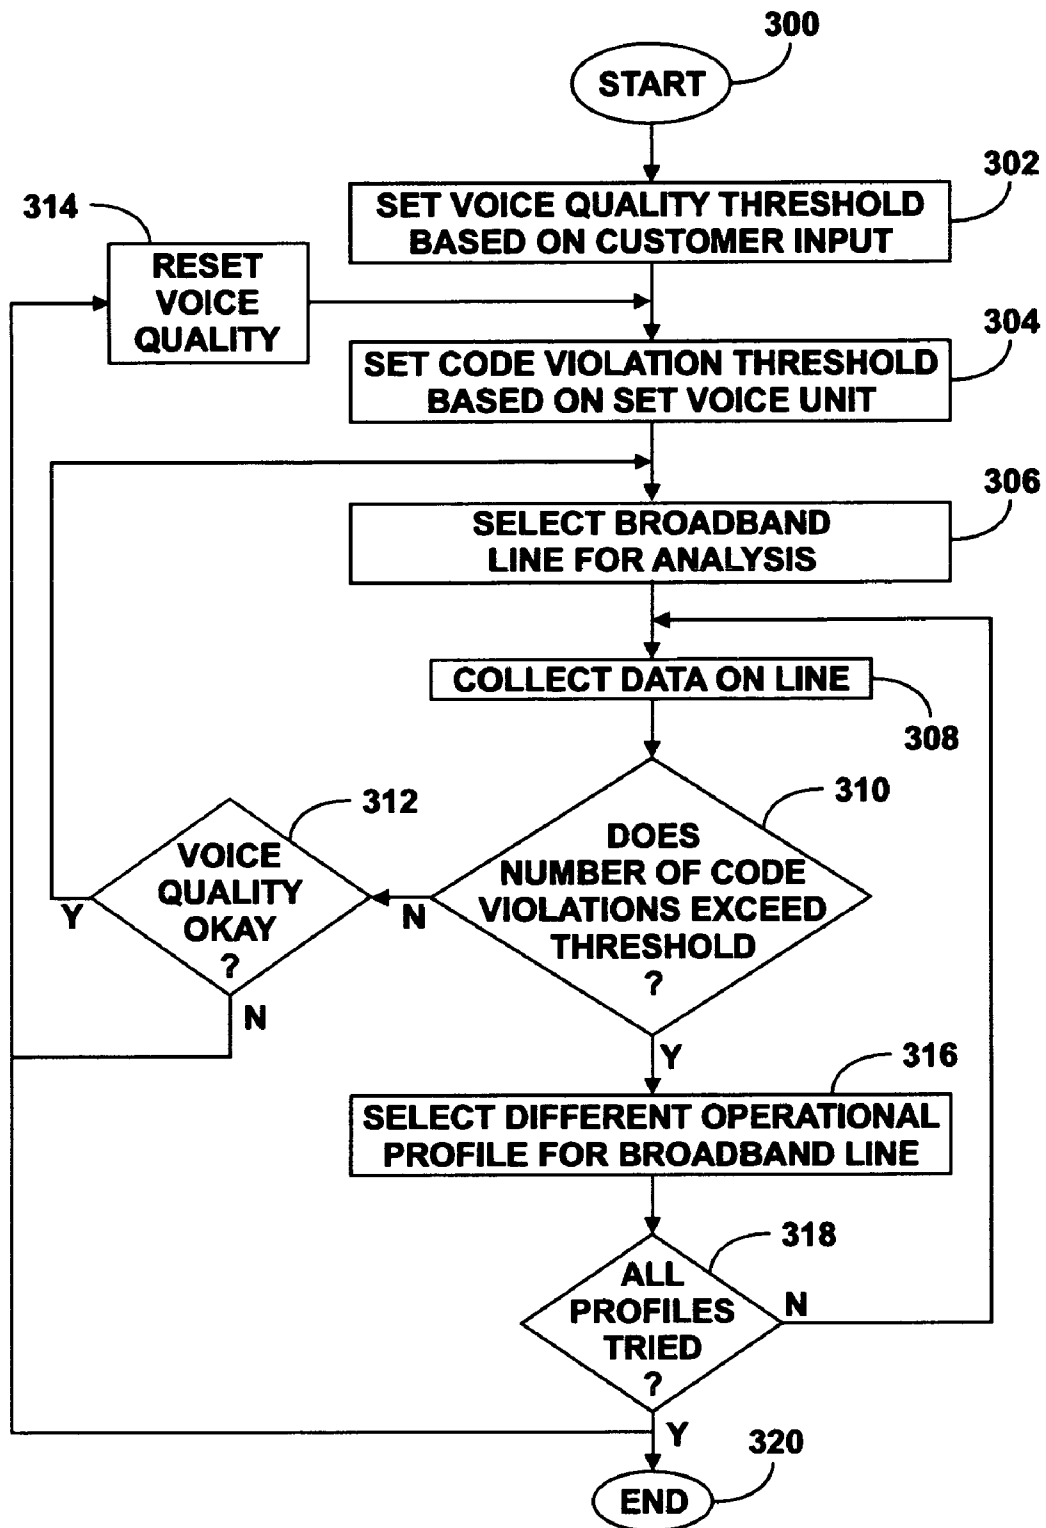 300
START
302
SET VOICE QUALITY THRESHOLD
BASED ON CUSTOMER INPUT
314
RESET
VOICE
QUALITY
304
SET CODE VIOLATION THRESHOLD
BASED ON SET VOICE UNIT
306
SELECT BROADBAND
LINE FOR ANALYSIS
COLLECT DATA ON LINE
308
310
DOES
NUMBER OF CODE
VIOLATIONS EXCEED
THRESHOLD
?
312
VOICE
QUALITY
OKAY
?
Y
N
N
Y
316
SELECT DIFFERENT OPERATIONAL
PROFILE FOR BROADBAND LINE
318
ALL
PROFILES
TRIED
?
N
Y
320
END